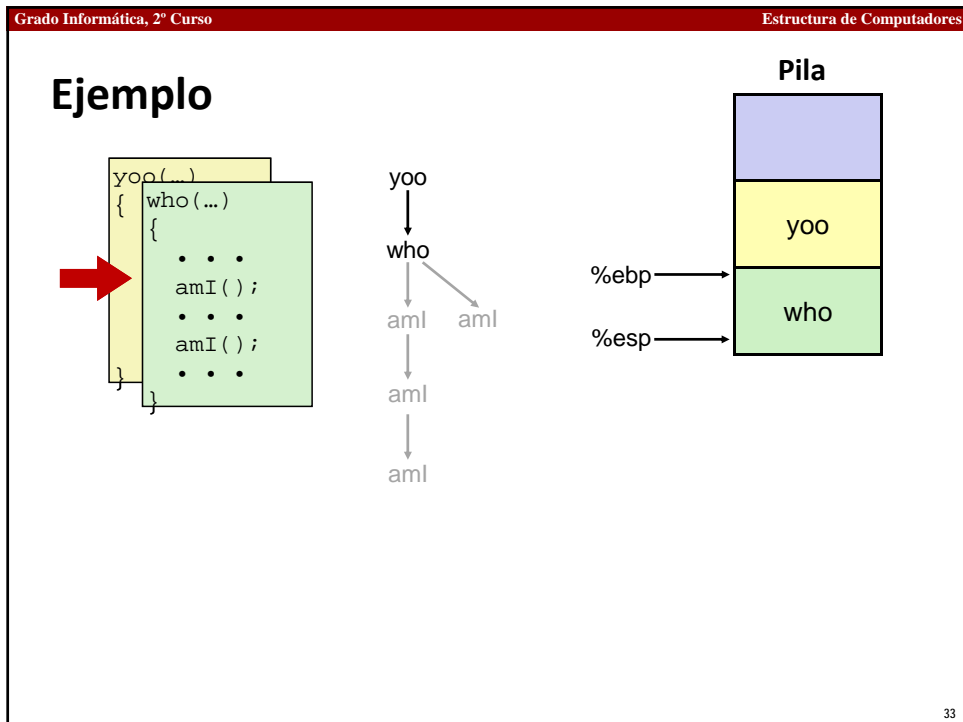 Grado Informática, 2º Curso
Estructura de Computadores
Ejemplo
yoo(…)
{
}
who(…)
{
• • •
amI();
• • •
amI();
• • •
}
yoo
who
amI amI
amI
amI
Pila
yoo
%ebp
who
%esp
33